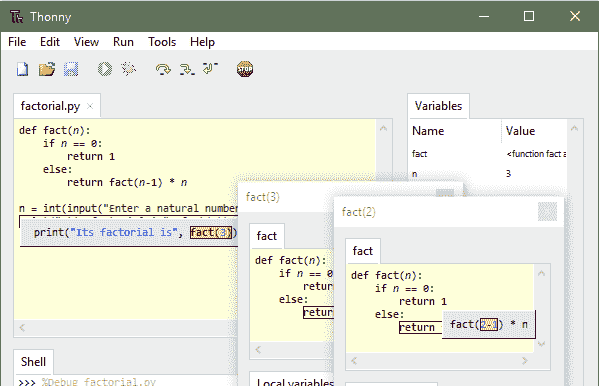 Thonny
File Edit View Run Tools Help
factorial.py ×
def fact(n):
    if n == 0:
        return 1
    else:
        return fact(n-1) * n
n = int(input("Enter a natural number
print("Its factorial is", fact(3))
Shell
>>> %Debug factorial.py
Variables
Name Value
fact <function fact a
n 3
fact(3)
fact
def fact(n):
    if n == 0:
        retur
    else:
        return
Local variables
fact(2)
fact
def fact(n):
    if n == 0:
        return 1
    else:
        return
fact(2-1) * n